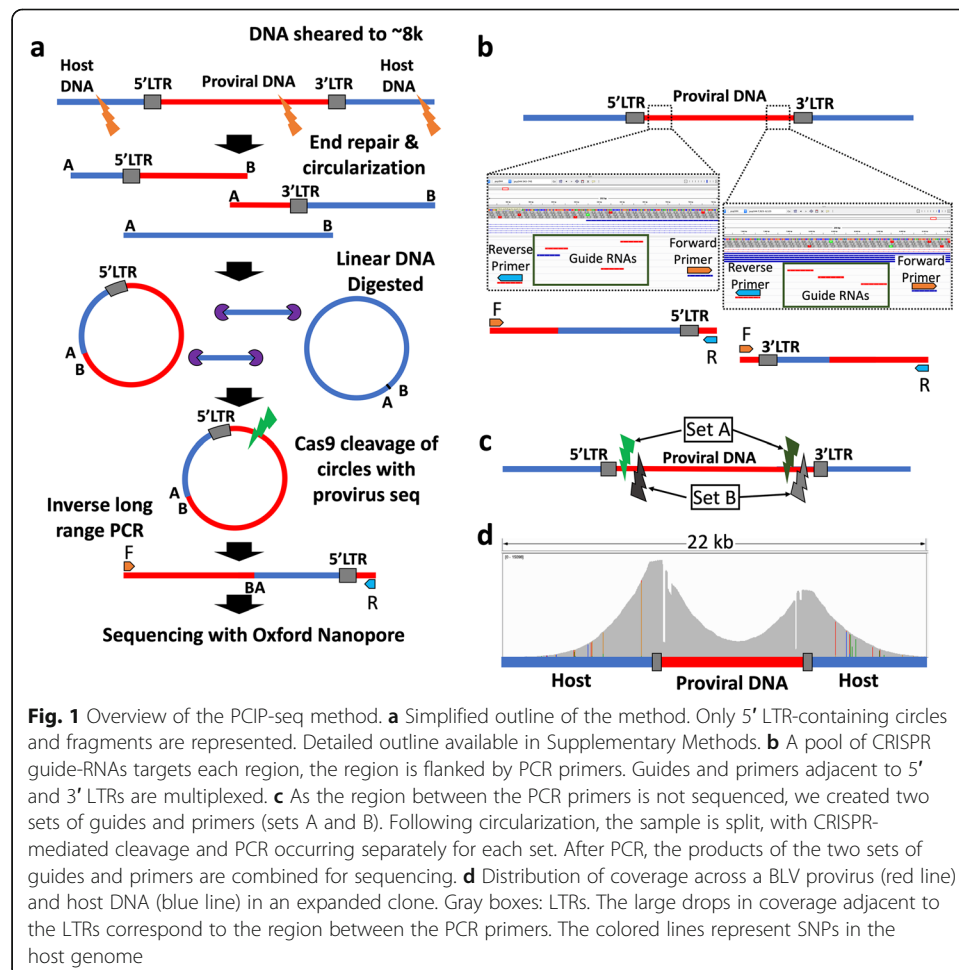 a
DNA sheared to ~8k
Host
DNA
5'LTR
Proviral DNA
3'LTR
Host
DNA
End repair &
circularization
A
5'LTR
B
A
3'LTR
B
A
B
Linear DNA
Digested
5'LTR
A
B
B
A
5'LTR
Cas9 cleavage of
circles with
provirus seq
A
B
Inverse long
range PCR
F
5'LTR
BA
R
Sequencing with Oxford Nanopore
b
5'LTR
Proviral DNA
3'LTR
Reverse
Primer
Guide RNAs
Forward
Primer
Reverse
Primer
Guide RNAs
Forward
Primer
F
5'LTR
R
F
3'LTR
R
c
Set A
5'LTR
Proviral DNA
3'LTR
Set B
d
22 kb
Host
Proviral DNA
Host
Fig. 1 Overview of the PCIP-seq method. a Simplified outline of the method. Only 5′ LTR-containing circles
and fragments are represented. Detailed outline available in Supplementary Methods. b A pool of CRISPR
guide-RNAs targets each region, the region is flanked by PCR primers. Guides and primers adjacent to 5′
and 3′ LTRs are multiplexed. c As the region between the PCR primers is not sequenced, we created two
sets of guides and primers (sets A and B). Following circularization, the sample is split, with CRISPR-
mediated cleavage and PCR occurring separately for each set. After PCR, the products of the two sets of
guides and primers are combined for sequencing. d Distribution of coverage across a BLV provirus (red line)
and host DNA (blue line) in an expanded clone. Gray boxes: LTRs. The large drops in coverage adjacent to
the LTRs correspond to the region between the PCR primers. The colored lines represent SNPs in the
host genome